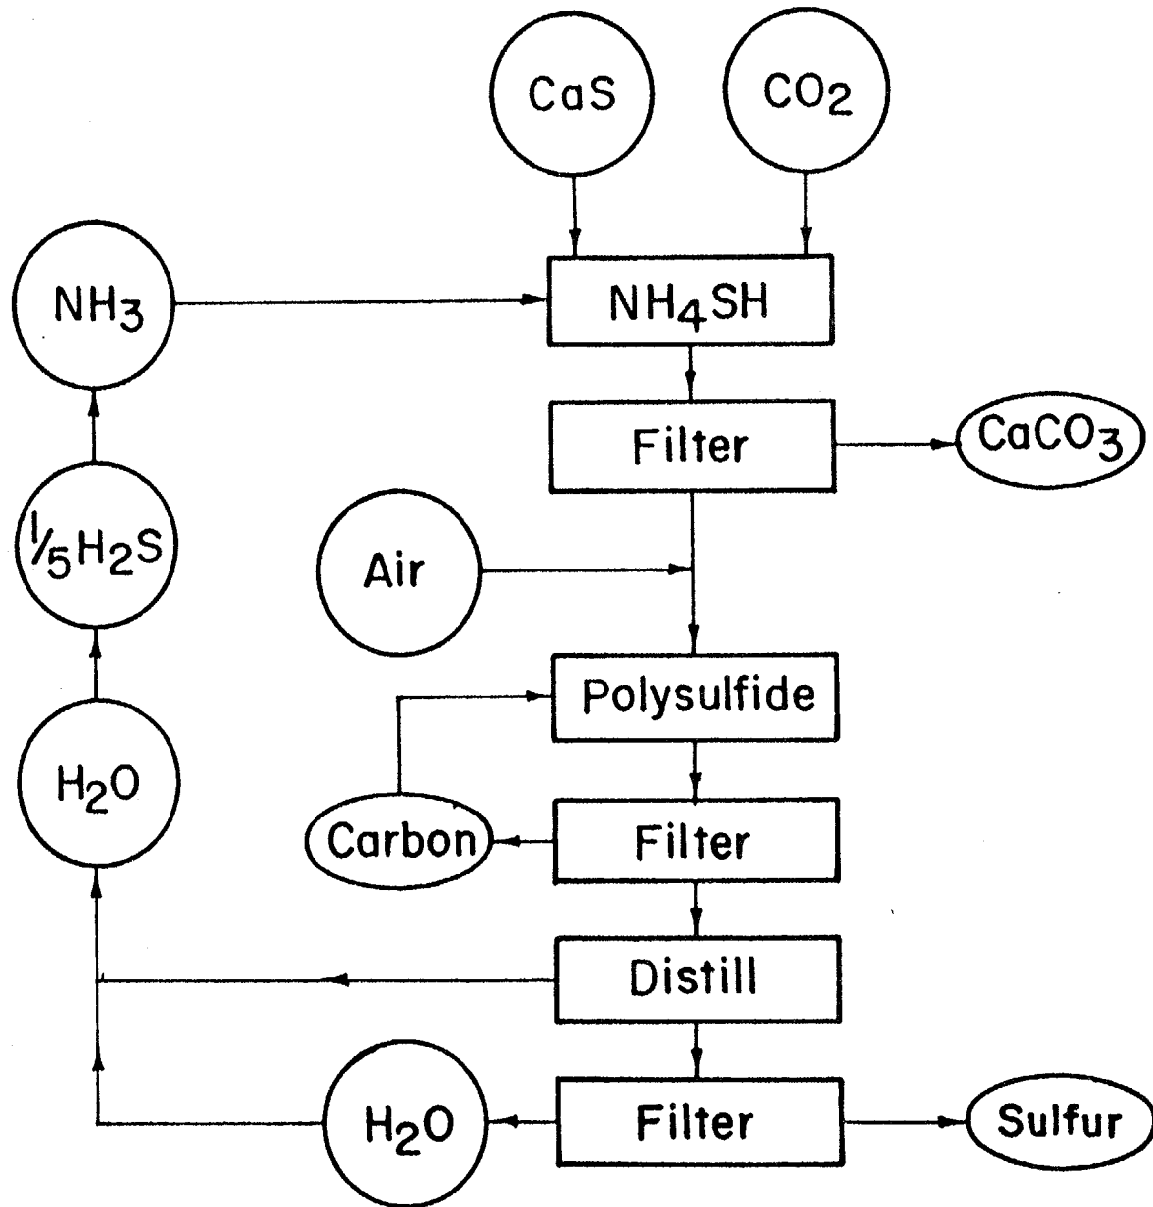 CaS
CO2
NH3
NH4SH
Filter
CaCO3
1/5H2S
Air
Polysulfide
H2O
Carbon
Filter
Distill
H2O
Filter
Sulfur